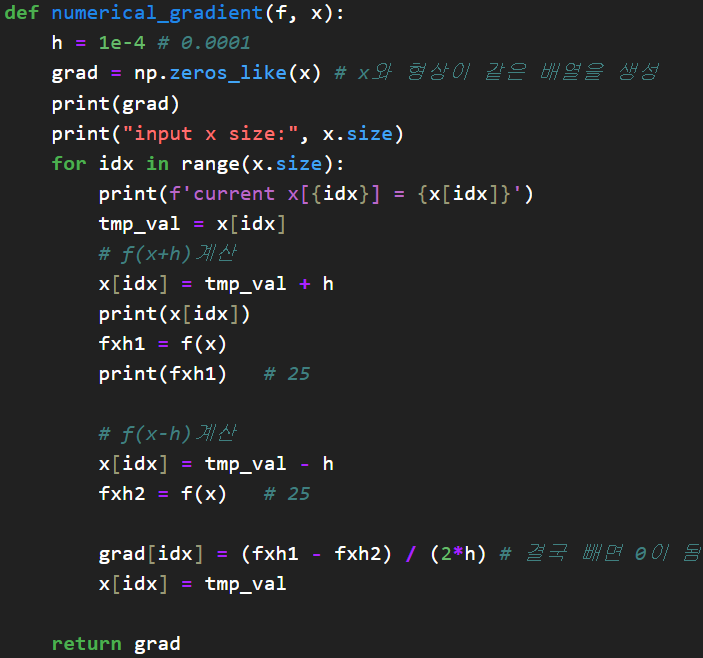 def numerical_gradient(f, x):
    h = 1e-4 # 0.0001
    grad = np.zeros_like(x) # x와 형상이 같은 배열을 생성
    print(grad)
    print("input x size:", x.size)
    for idx in range(x.size):
        print(f'current x[{idx}] = {x[idx]}')
        tmp_val = x[idx]
        # f(x+h)계산
        x[idx] = tmp_val + h
        print(x[idx])
        fxh1 = f(x)
        print(fxh1)   # 25
        # f(x-h)계산
        x[idx] = tmp_val - h
        fxh2 = f(x)   # 25
        grad[idx] = (fxh1 - fxh2) / (2*h) # 결국 빼면 0이 됨
        x[idx] = tmp_val
    return grad